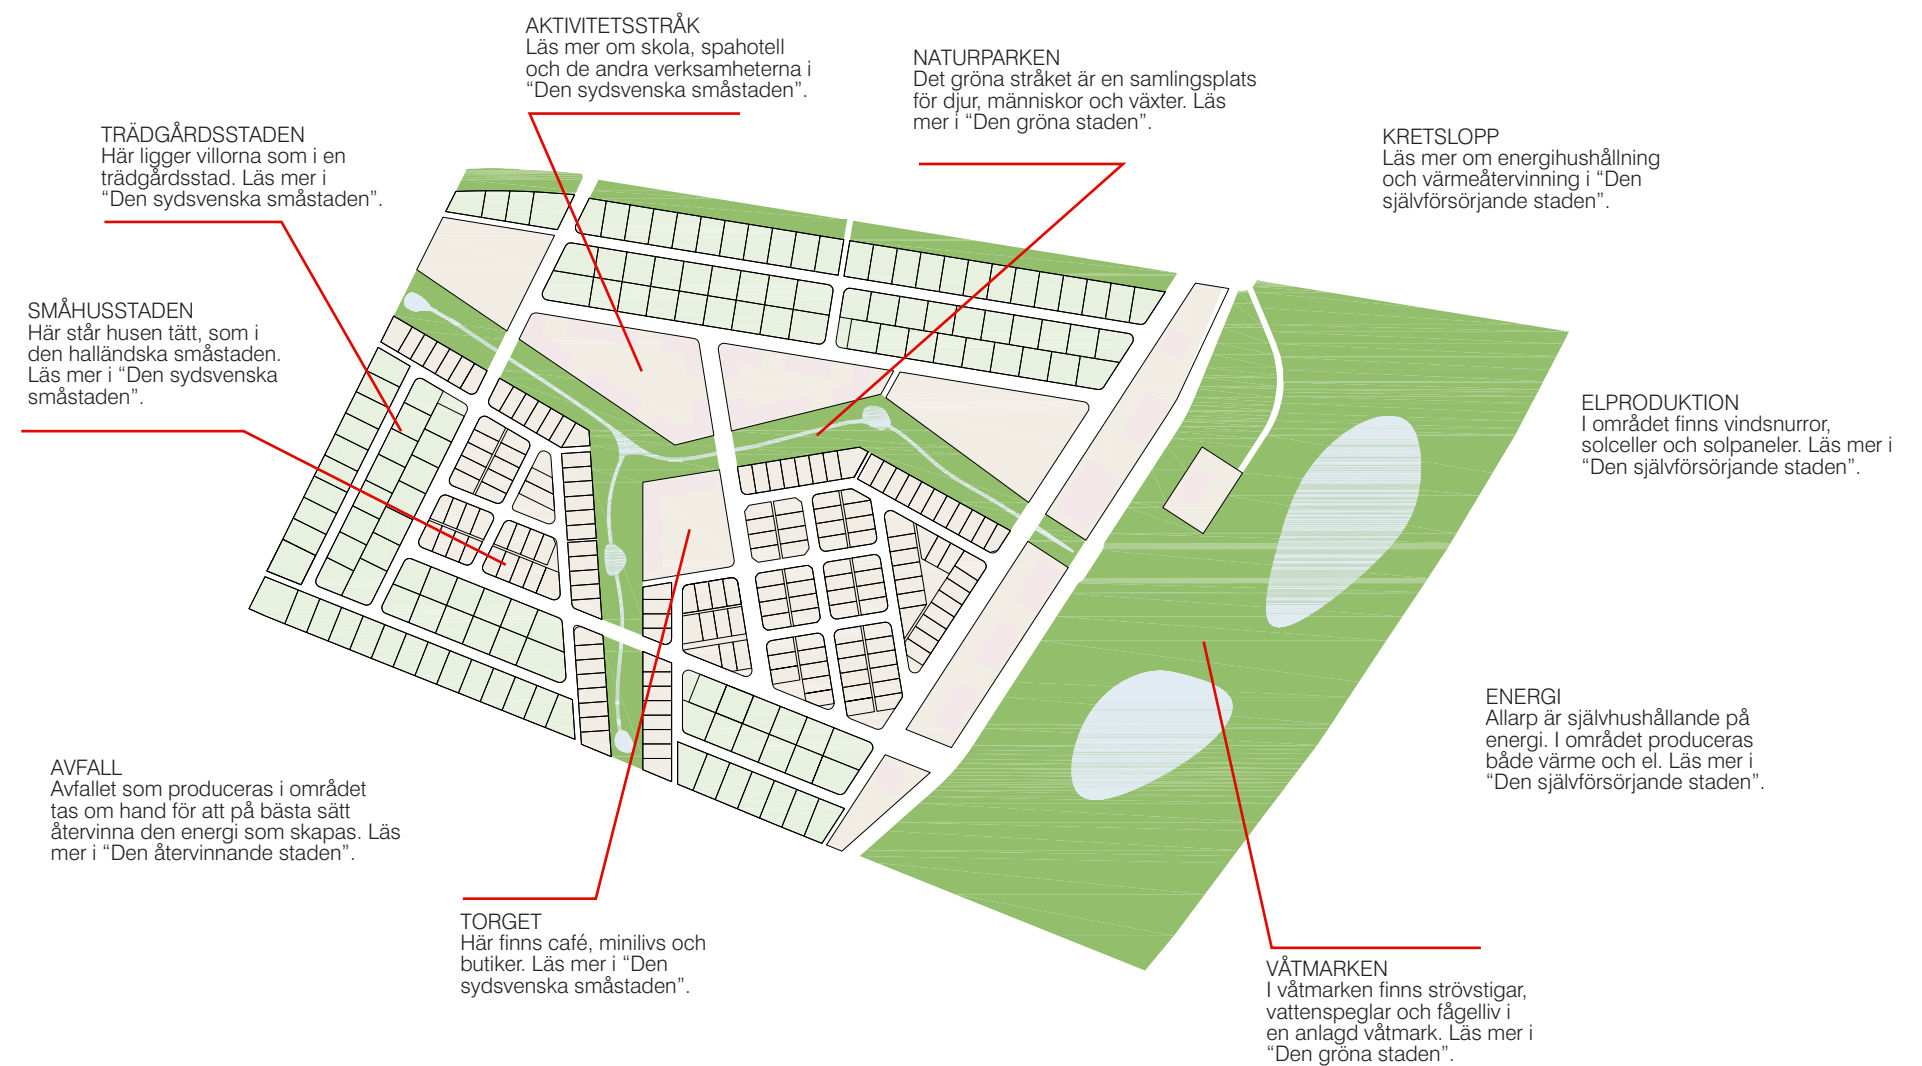 AKTIVITETSSTRÅK
Läs mer om skola, spahotell
och de andra verksamheterna i
“Den sydsvenska småstaden”.
NATURPARKEN
Det gröna stråket är en samlingsplats
för djur, människor och växter. Läs
mer i “Den gröna staden”.
TRÄDGÅRDSSTADEN
Här ligger villorna som i en
trädgårdsstad. Läs mer i
“Den sydsvenska småstaden”.
KRETSLOPP
Läs mer om energihushållning
och värmeåtervinning i “Den
självförsörjande staden”.
SMÅHUSSTADEN
Här står husen tätt, som i
den halländska småstaden.
Läs mer i “Den sydsvenska
småstaden”.
ELPRODUKTION
I området finns vindsnurror,
solceller och solpaneler. Läs mer i
“Den självförsörjande staden”.
ENERGI
Allarp är självhushållande på
energi. I området produceras
både värme och el. Läs mer i
“Den självförsörjande staden”.
AVFALL
Avfallet som produceras i området
tas om hand för att på bästa sätt
återvinna den energi som skapas. Läs
mer i “Den återvinnande staden”.
TORGET
Här finns café, minilivs och
butiker. Läs mer i “Den
sydsvenska småstaden”.
VÅTMARKEN
I våtmarken finns strövstigar,
vattenspeglar och fågelliv i
en anlagd våtmark. Läs mer i
“Den gröna staden”.